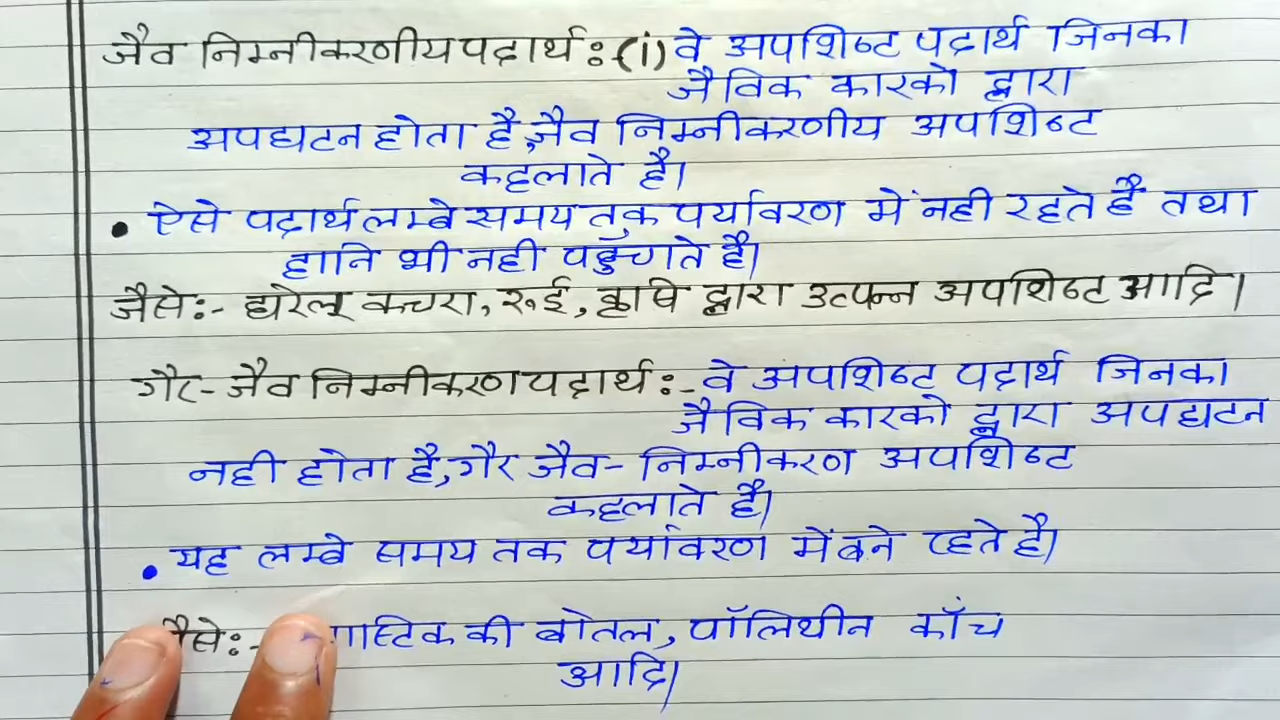 जैव निम्नीकरणीय पदार्थ:(i) वे अपशिष्ट पदार्थ जिनका
जैविक कारको द्वारा
अपघटन होता है, जैव निम्नीकरणीय अपशिष्ट
कहलाते है।
• ऐसे पदार्थ लम्बे समय तक पर्यावरण में नही रहते हैं तथा
हानि भी नही पहुँचाते है।
जैसे:- घरेलू कचरा, रुई, कृषि द्वारा उत्पन्न अपशिष्ट आदि।
गैर-जैव निम्नीकरण पदार्थ:- वे अपशिष्ट पदार्थ जिनका
जैविक कारको द्वारा अपघटन
नही होता है, गैर जैव-निम्नीकरण अपशिष्ट
कहलाते है।
• यह लम्बे समय तक पर्यावरण में बने रहते है।
जैसे:- की बोतल, पॉलिथीन कॉंच
आदि।